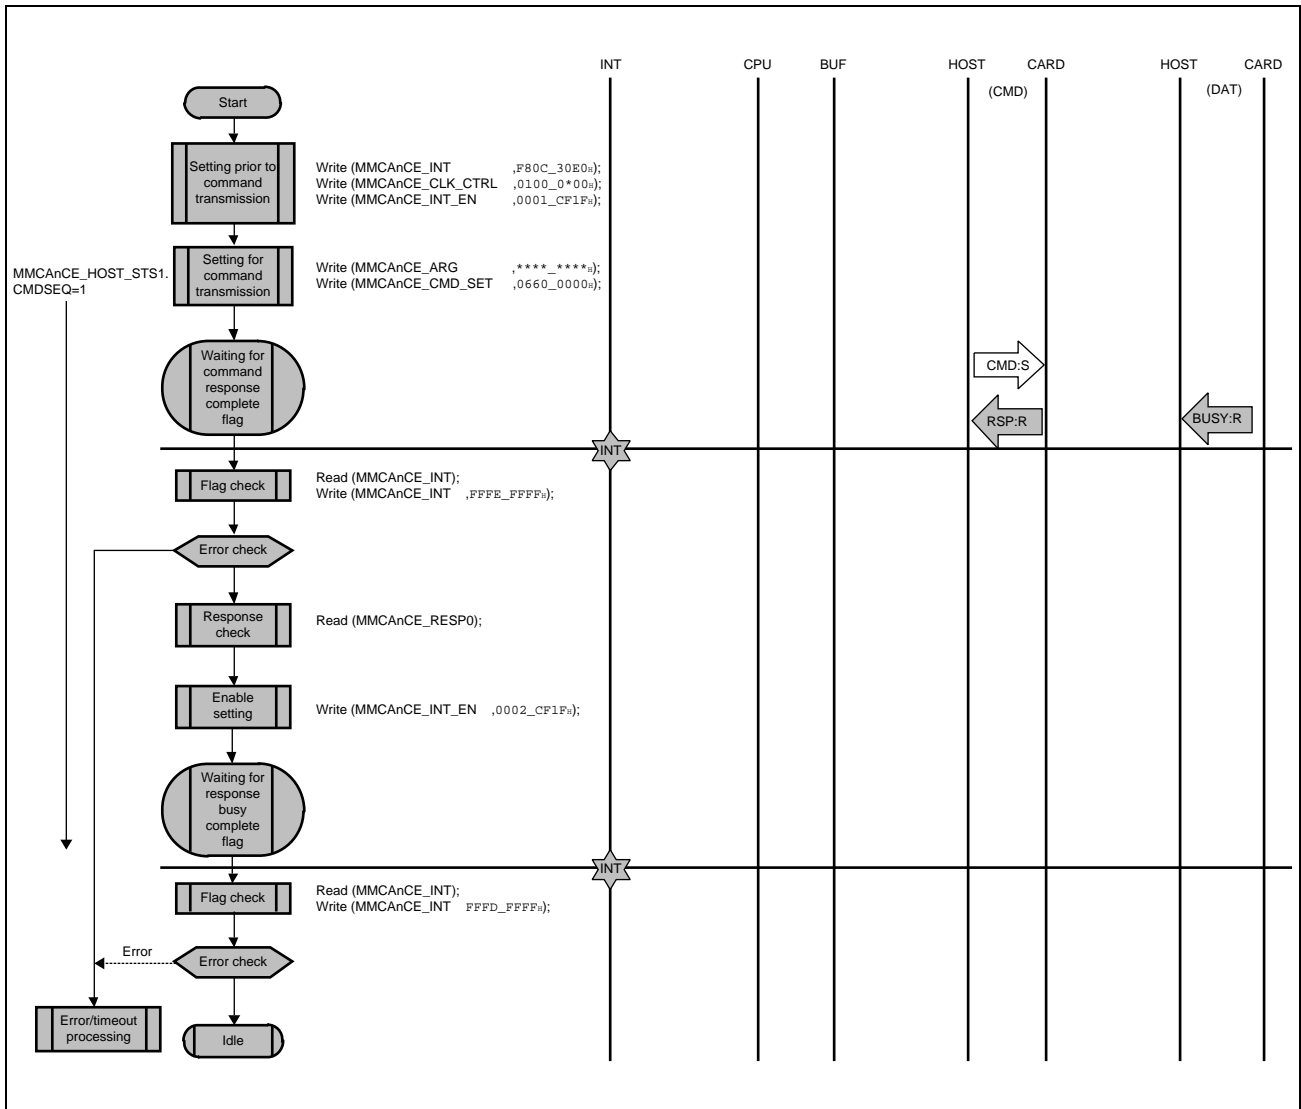 INT CPU BUF HOST CARD HOST CARD
(CMD) (DAT)
Start
Setting prior to
command
transmission
Write (MMCAnCE_INT ,F80C_30E0H);
Write (MMCAnCE_CLK_CTRL ,0100_0*00H);
Write (MMCAnCE_INT_EN ,0001_CF1FH);
MMCAnCE_HOST_STS1.
CMDSEQ=1
Setting for
command
transmission
Write (MMCAnCE_ARG ,****_****H);
Write (MMCAnCE_CMD_SET ,0660_0000H);
Waiting for
command
response
complete
flag
CMD:S
RSP:R
BUSY:R
INT
Flag check
Read (MMCAnCE_INT);
Write (MMCAnCE_INT ,FFFE_FFFFH);
Error check
Response
check
Read (MMCAnCE_RESP0);
Enable
setting
Write (MMCAnCE_INT_EN ,0002_CF1FH);
Waiting for
response
busy
complete
flag
INT
Flag check
Read (MMCAnCE_INT);
Write (MMCAnCE_INT FFFD_FFFFH);
Error
Error check
Error/timeout
processing
Idle